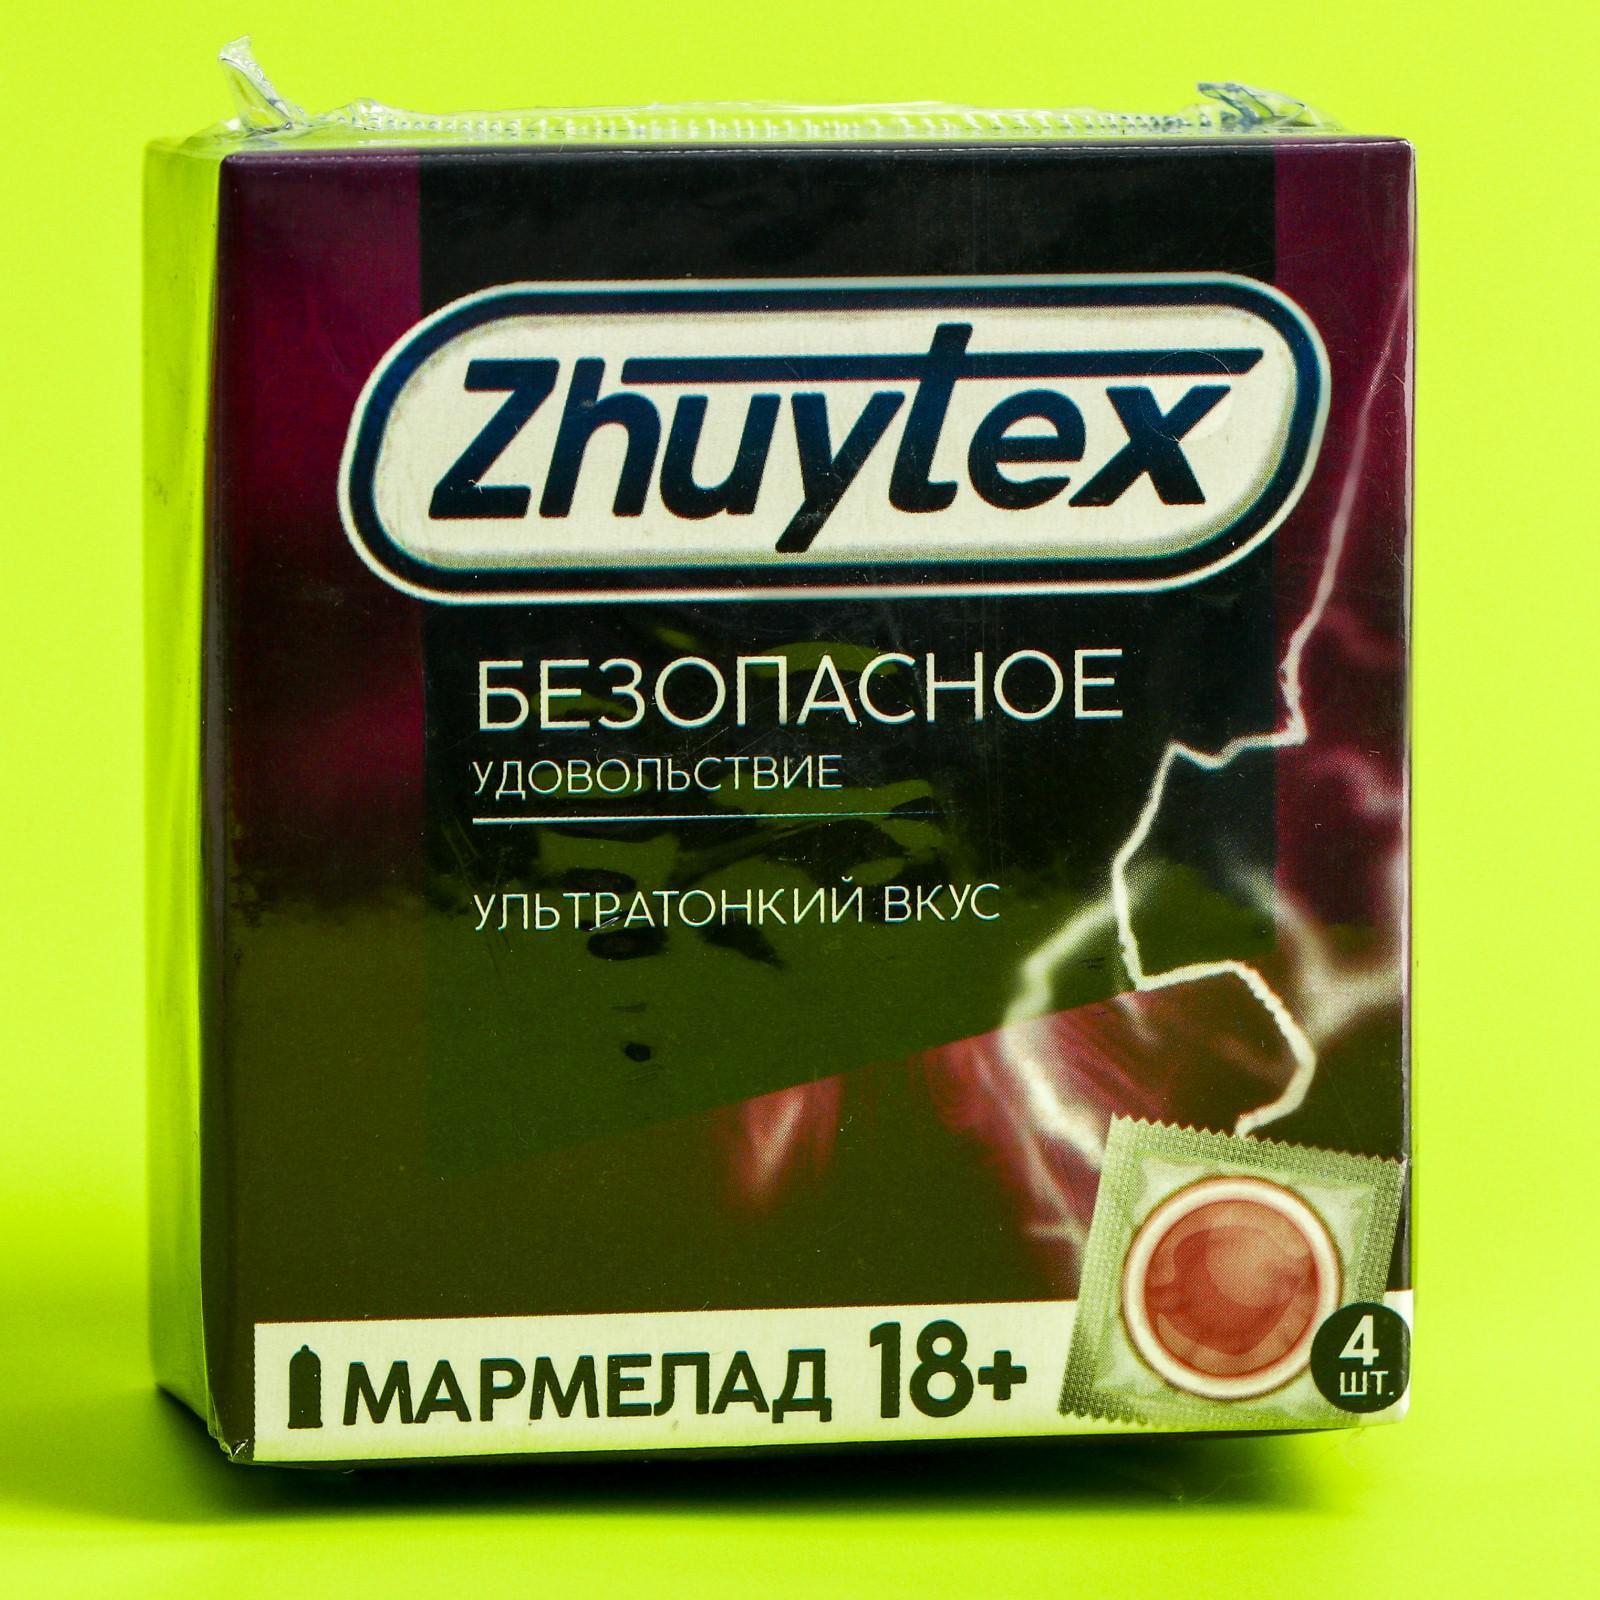 Zhuytex
БЕЗОПАСНОЕ
УДОВОЛЬСТВИЕ
УЛЬТРАТОНКИЙ ВКУС
МАРМЕЛАД 18+
4
ШТ.